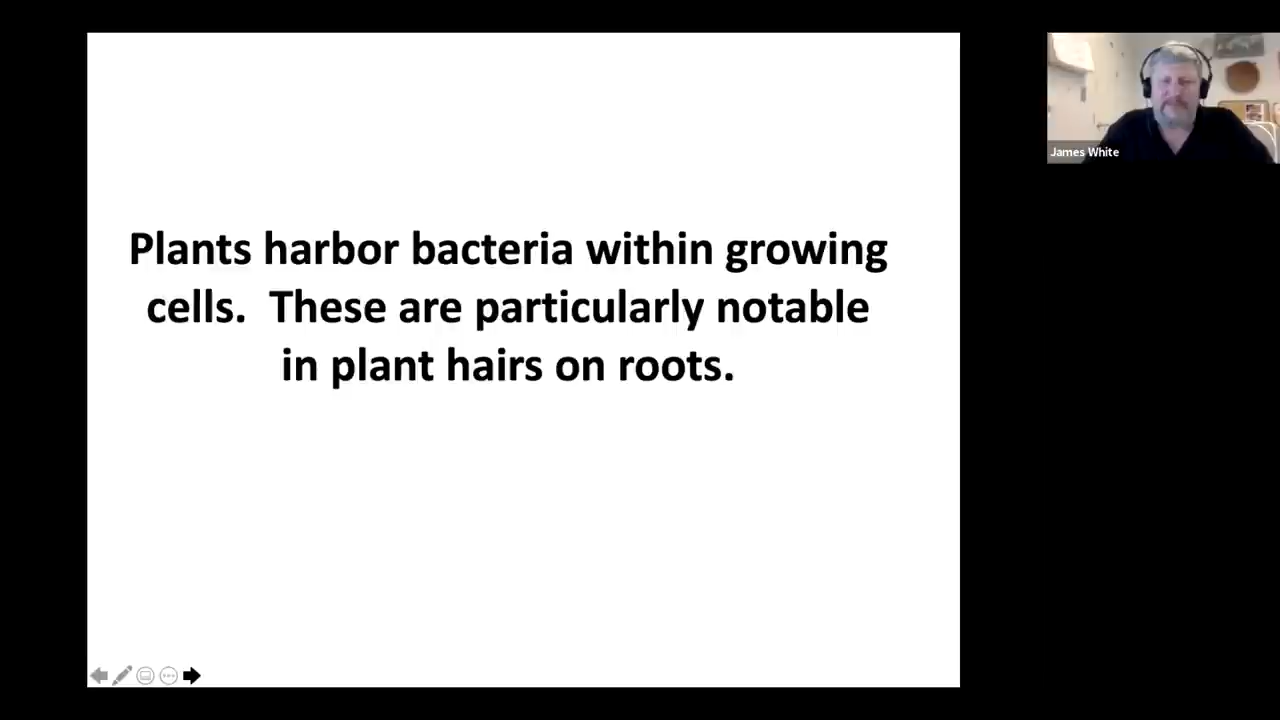 Plants harbor bacteria within growing
cells.  These are particularly notable
in plant hairs on roots.
James White